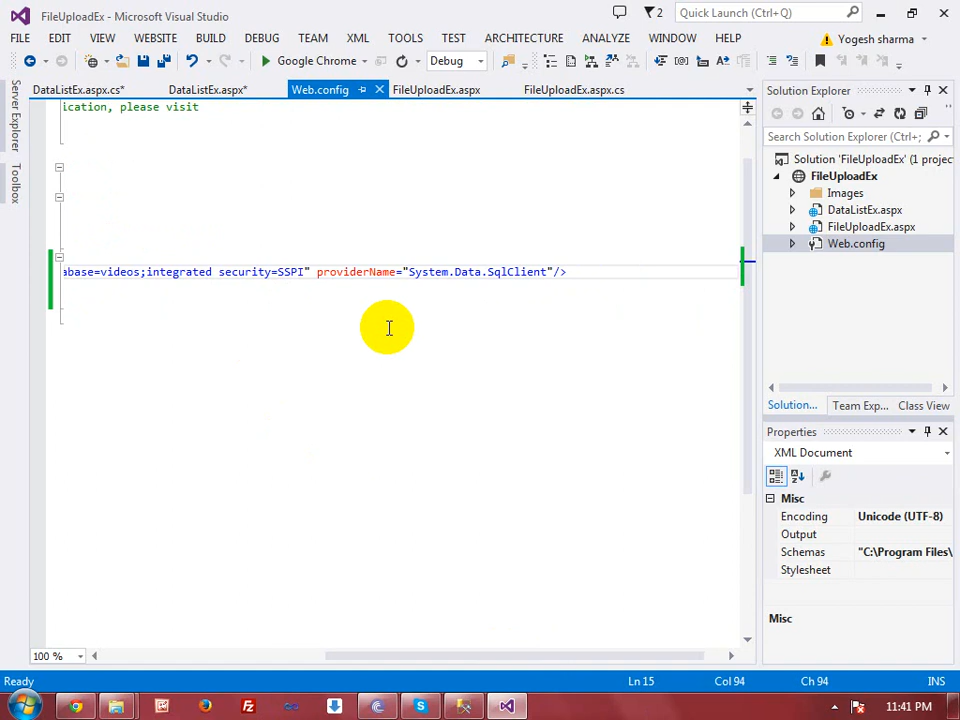 FileUploadEx - Microsoft Visual Studio
2
Quick Launch (Ctrl+Q)
FILE EDIT VIEW WEBSITE BUILD DEBUG TEAM XML TOOLS TEST ARCHITECTURE ANALYZE WINDOW HELP
Yogesh sharma
Google Chrome
Debug
DataListEx.aspx.cs* DataListEx.aspx* Web.config FileUploadEx.aspx FileUploadEx.aspx.cs
Server Explorer
Toolbox
ication, please visit
abase=videos;integrated security=SSPI" providerName="System.Data.SqlClient"/>
100 %
Solution Explorer
Search Solution Explorer (Ctrl+;
Solution 'FileUploadEx' (1 projec
FileUploadEx
Images
DataListEx.aspx
FileUploadEx.aspx
Web.config
Solution... Team Exp... Class View
Properties
XML Document
Misc
Encoding Unicode (UTF-8)
Output
Schemas "C:\Program Files\
Stylesheet
Misc
Ready
Ln 15 Col 94 Ch 94 INS
11:41 PM